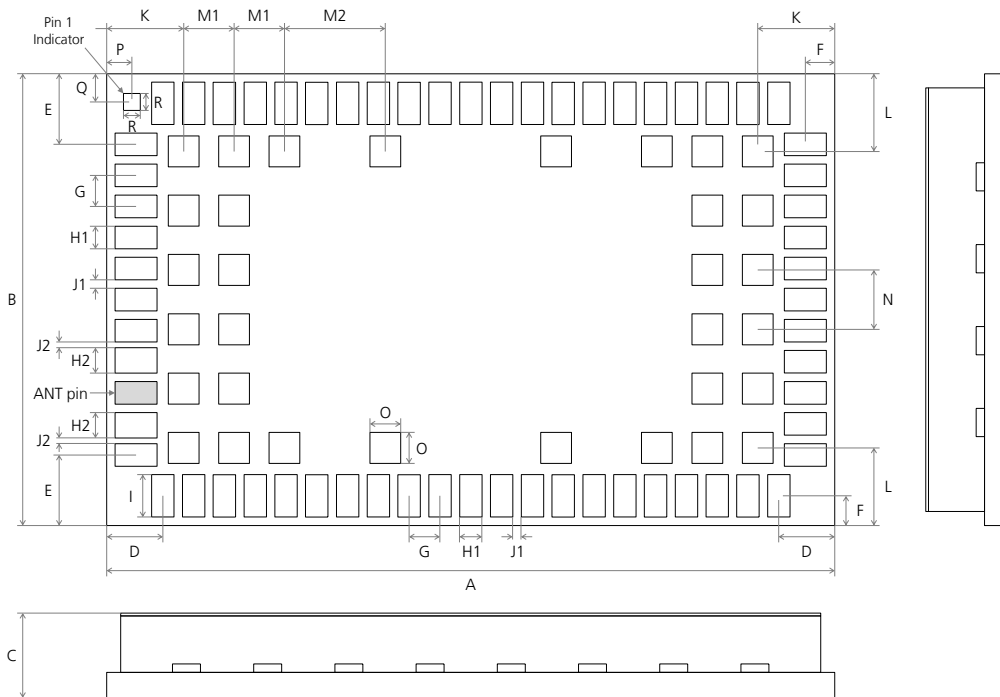 K
M1
M1
M2
K
Pin 1
Indicator
P
F
Q
E
R
R
L
G
H1
J1
B
N
J2
H2
ANT pin
O
H2
O
J2
E
I
L
F
D
G
H1
J1
D
A
C